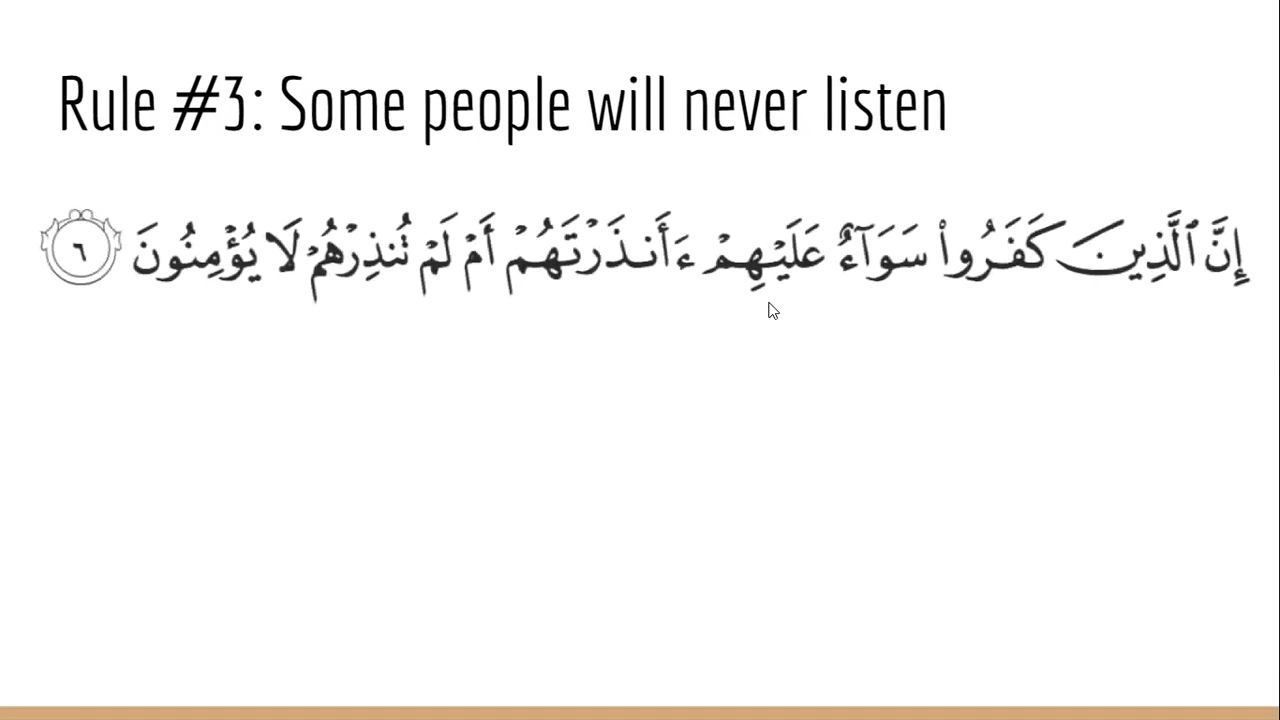 Rule #3: Some people will never listen
إِنَّ ٱلَّذِينَ كَفَرُوا۟ سَوَآءٌ عَلَيْهِمْ ءَأَنذَرْتَهُمْ أَمْ لَمْ تُنذِرْهُمْ لَا يُؤْمِنُونَ ٦